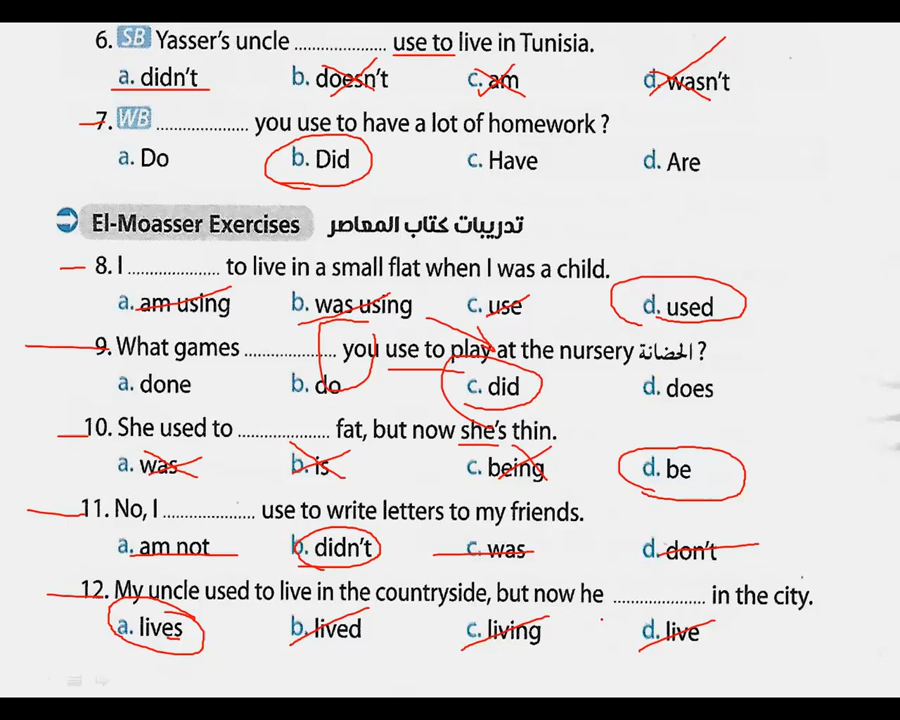 6. SB Yasser's uncle .................... use to live in Tunisia.
a. didn't b. doesn't c. am d. wasn't
7. WB .................... you use to have a lot of homework ?
a. Do b. Did c. Have d. Are
El-Moasser Exercises تدريبات كتاب المعاصر
8. I .................... to live in a small flat when I was a child.
a. am using b. was using c. use d. used
9. What games .................... you use to play at the nursery الحضانة ?
a. done b. do c. did d. does
10. She used to .................... fat, but now she's thin.
a. was b. is c. being d. be
11. No, I .................... use to write letters to my friends.
a. am not b. didn't c. was d. don't
12. My uncle used to live in the countryside, but now he .................... in the city.
a. lives b. lived c. living d. live